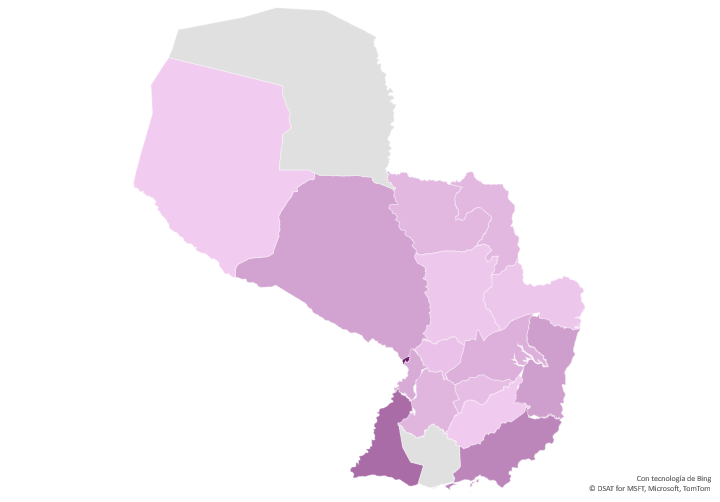 Con tecnología de Bing
© DSAT for MSFT, Microsoft, TomTom